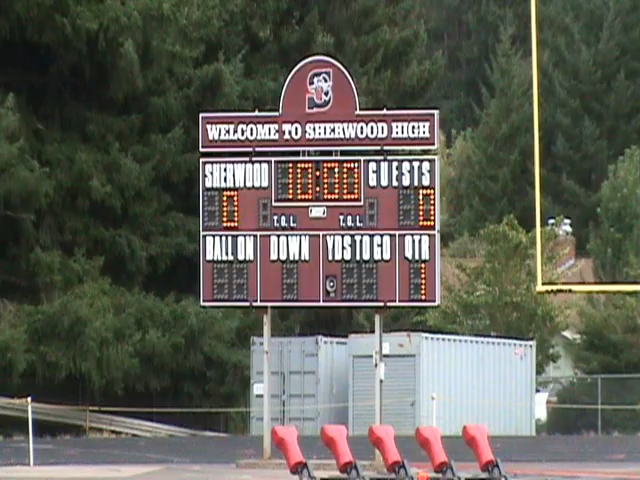 S
WELCOME TO SHERWOOD HIGH
SHERWOOD 10:00 GUESTS
0 T.O.L. T.O.L. 0
BALL ON DOWN YDS TO GO QTR
1